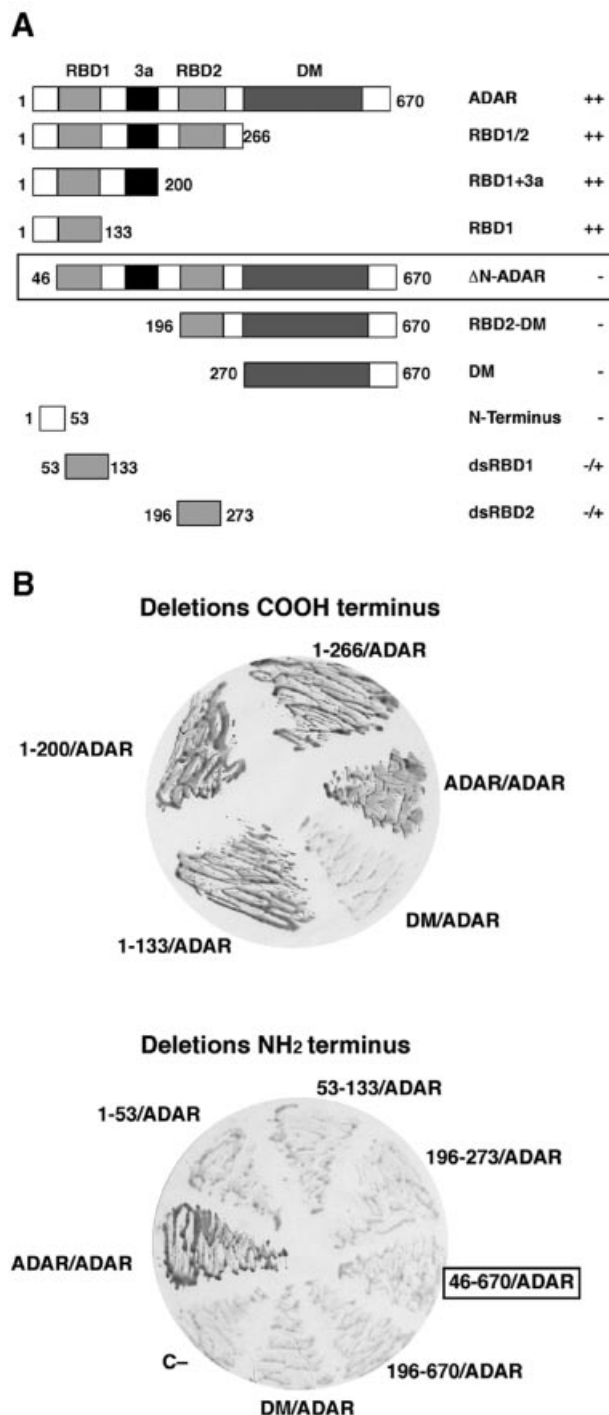 A
RBD1 3a RBD2 DM
1 670 ADAR ++
1 266 RBD1/2 ++
1 200 RBD1+3a ++
1 133 RBD1 ++
46 670 ΔN-ADAR -
196 670 RBD2-DM -
270 670 DM -
1 53 N-Terminus -
53 133 dsRBD1 -/+
196 273 dsRBD2 -/+
B
Deletions COOH terminus
1-266/ADAR
1-200/ADAR
ADAR/ADAR
DM/ADAR
1-133/ADAR
Deletions NH2 terminus
53-133/ADAR
1-53/ADAR
196-273/ADAR
ADAR/ADAR
46-670/ADAR
C–
196-670/ADAR
DM/ADAR